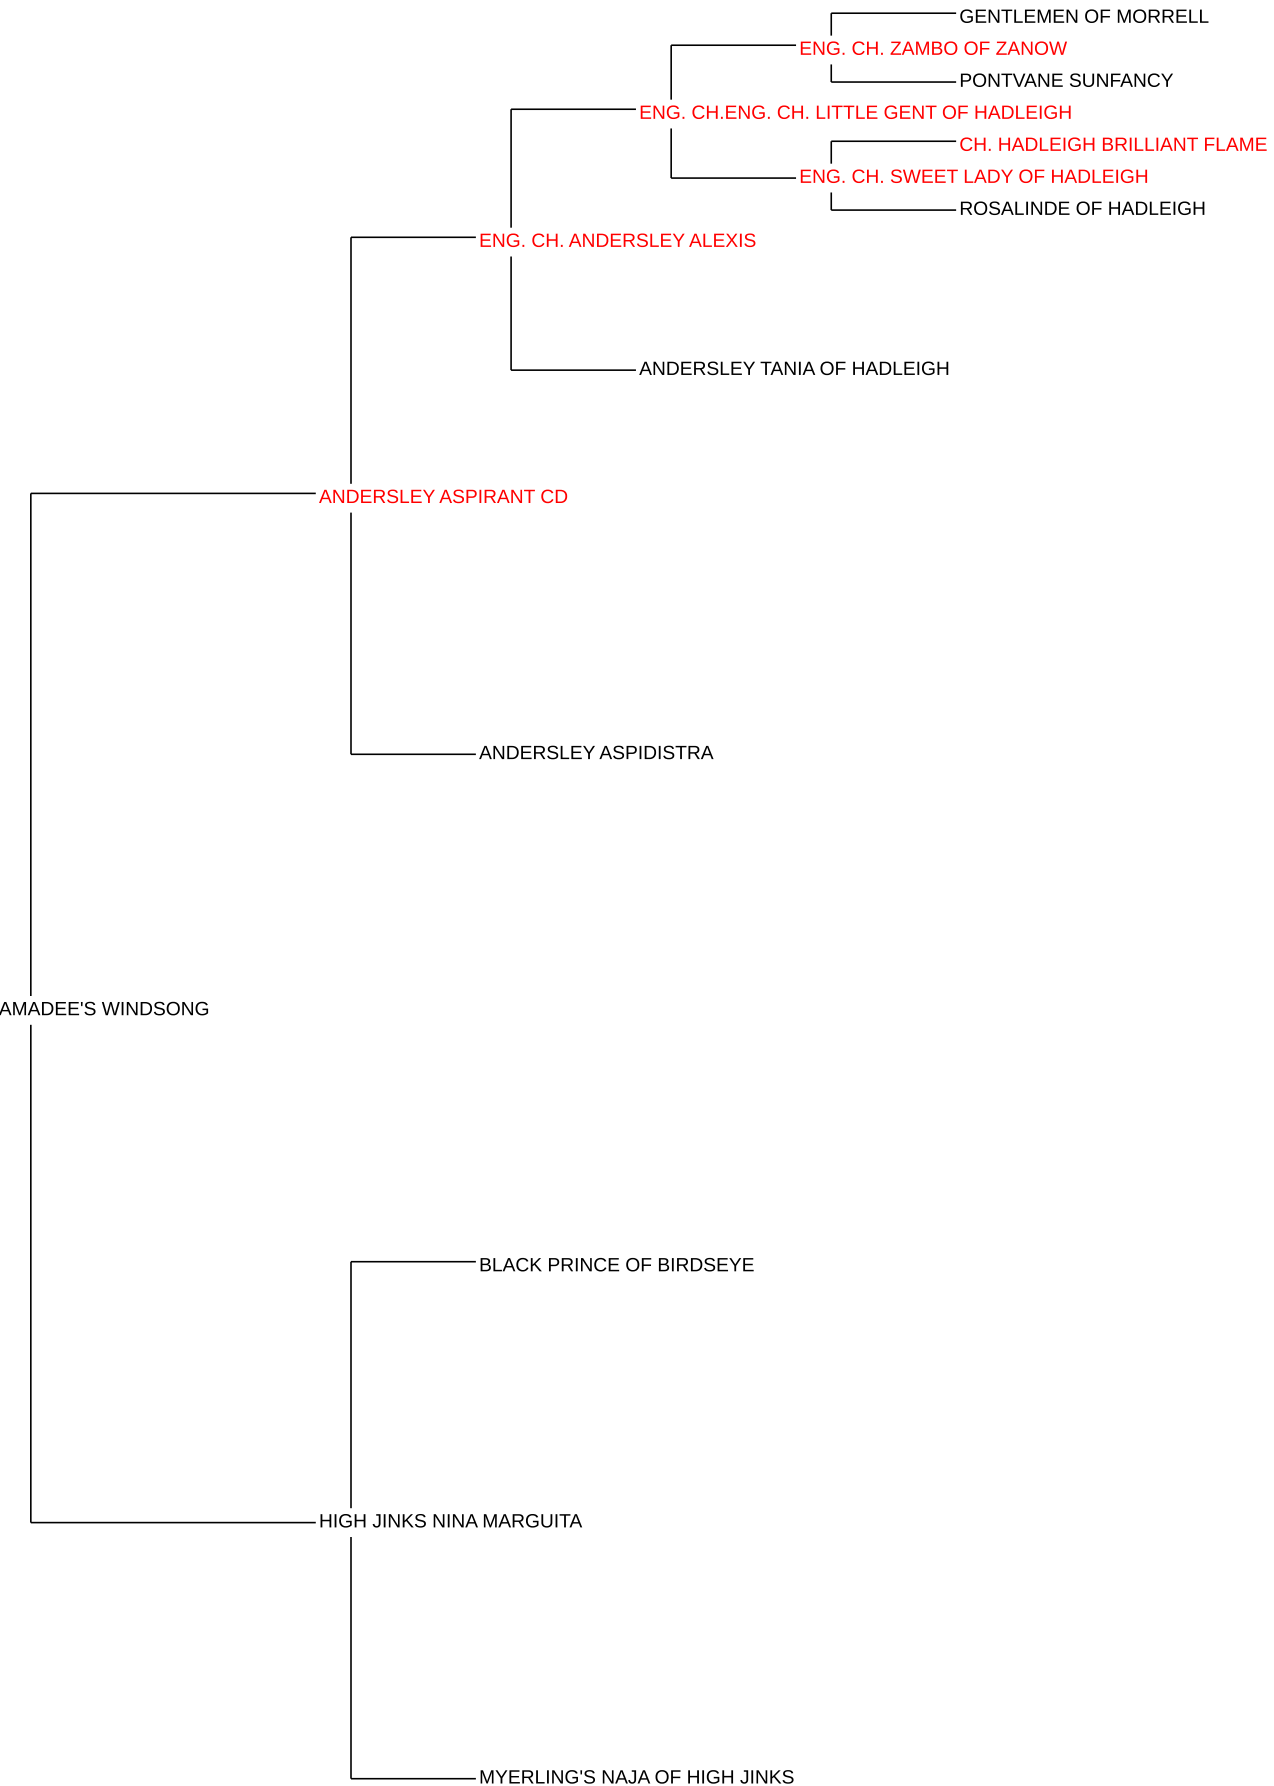 GENTLEMEN OF MORRELL
ENG. CH. ZAMBO OF ZANOW
PONTVANE SUNFANCY
ENG. CH.ENG. CH. LITTLE GENT OF HADLEIGH
CH. HADLEIGH BRILLIANT FLAME
ENG. CH. SWEET LADY OF HADLEIGH
ROSALINDE OF HADLEIGH
ENG. CH. ANDERSLEY ALEXIS
ANDERSLEY TANIA OF HADLEIGH
ANDERSLEY ASPIRANT CD
ANDERSLEY ASPIDISTRA
AMADEE'S WINDSONG
BLACK PRINCE OF BIRDSEYE
HIGH JINKS NINA MARGUITA
MYERLING'S NAJA OF HIGH JINKS